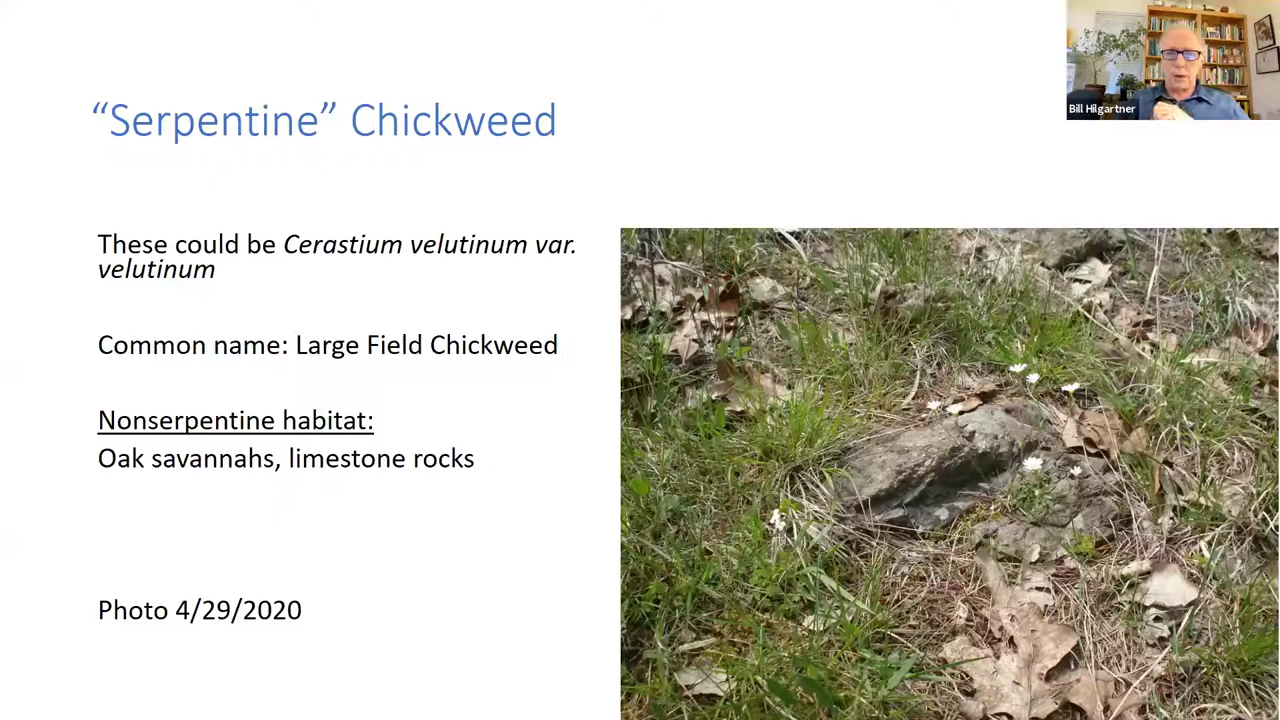 “Serpentine” Chickweed
Bill Hilgartner
These could be Cerastium velutinum var.
velutinum
Common name: Large Field Chickweed
Nonserpentine habitat:
Oak savannahs, limestone rocks
Photo 4/29/2020